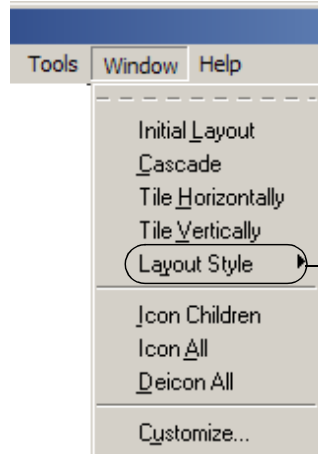 Tools Window Help
Initial Layout
Cascade
Tile Horizontally
Tile Vertically
Layout Style
Icon Children
Icon All
Deicon All
Customize...